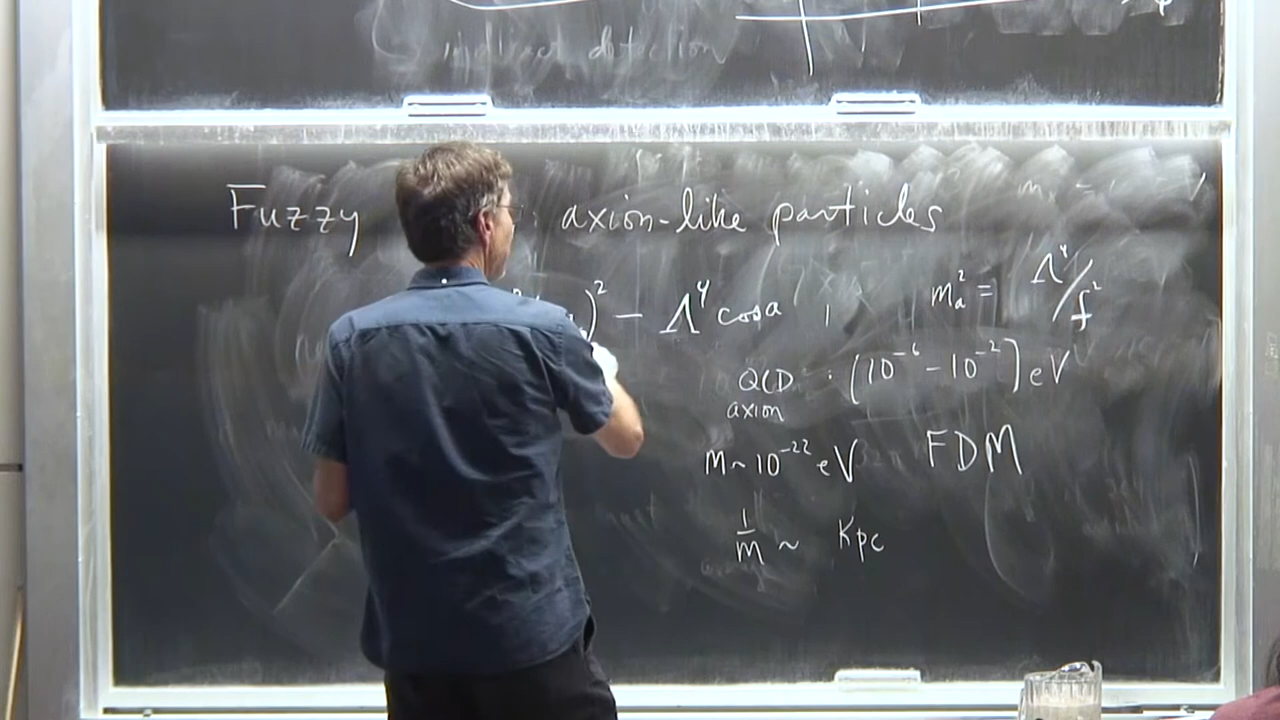 indirect detection
Fuzzy : axion-like particles
)² − Λ⁴ cosa , m²ₐ = Λ⁴/f²
QCD axion : (10⁻⁶ − 10⁻²) eV
m ~ 10⁻²² eV FDM
1/m ~ Kpc